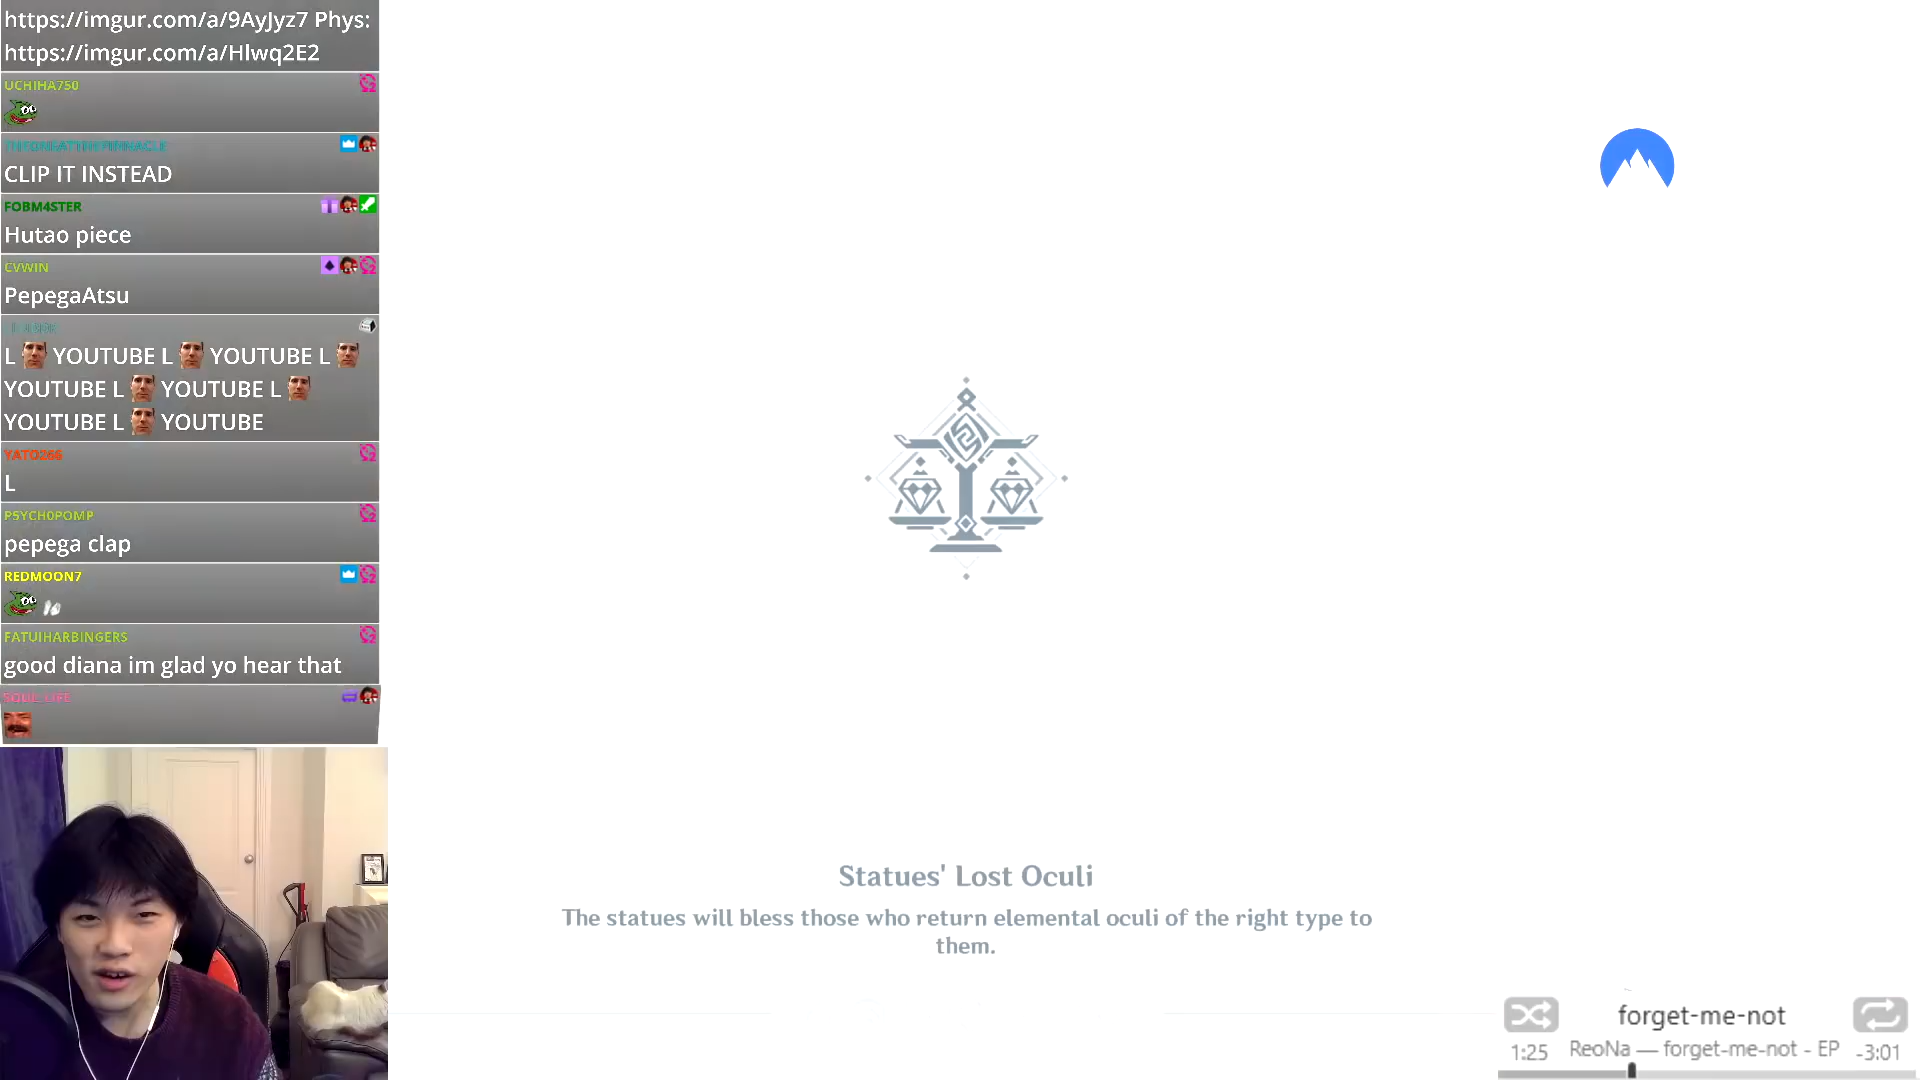 https://imgur.com/a/9AyJyz7 Phys:
https://imgur.com/a/Hlwq2E2
UCHIHA750
CLIP IT INSTEAD
FOBM4STER
Hutao piece
CVWIN
PepegaAtsu
L YOUTUBE L YOUTUBE L
YOUTUBE L YOUTUBE L
YOUTUBE L YOUTUBE
YATO266
L
P5YCH0POMP
pepega clap
REDMOON7
FATUIHARBINGERS
good diana im glad yo hear that
SOUL_LIFE
Statues' Lost Oculi
The statues will bless those who return elemental oculi of the right type to
them.
forget-me-not
1:25 ReoNa — forget-me-not - EP -3:01